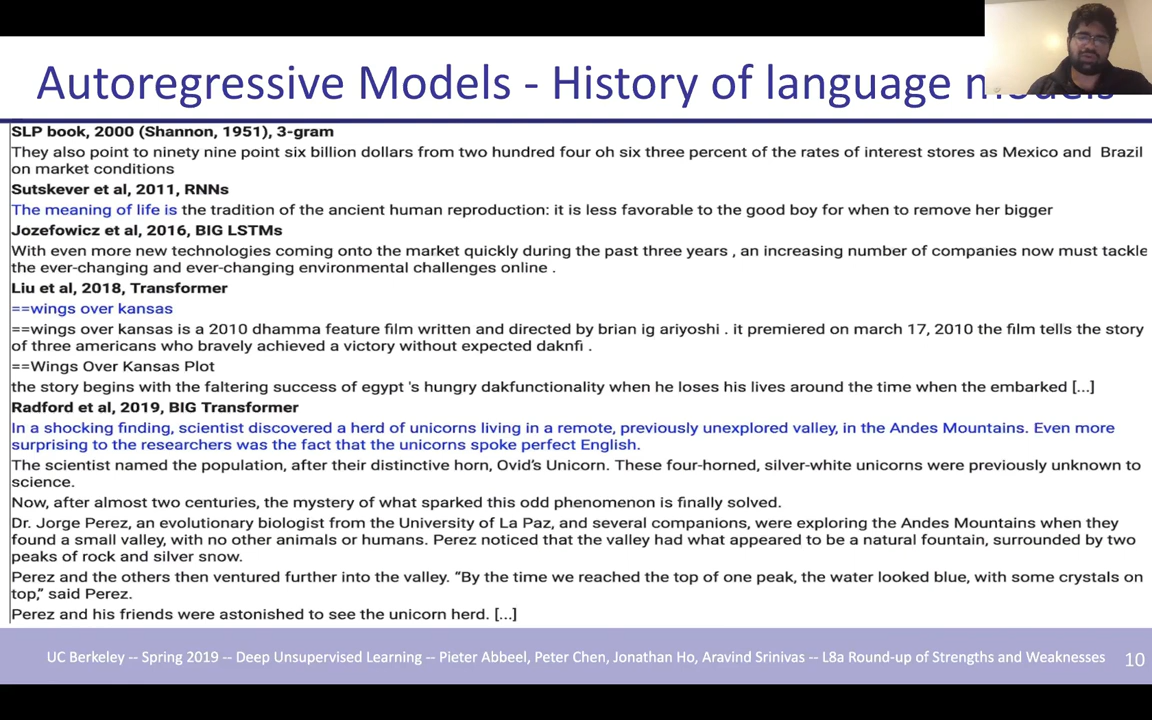 Autoregressive Models - History of language models
SLP book, 2000 (Shannon, 1951), 3-gram
They also point to ninety nine point six billion dollars from two hundred four oh six three percent of the rates of interest stores as Mexico and Brazil
on market conditions
Sutskever et al, 2011, RNNs
The meaning of life is the tradition of the ancient human reproduction: it is less favorable to the good boy for when to remove her bigger
Jozefowicz et al, 2016, BIG LSTMs
With even more new technologies coming onto the market quickly during the past three years , an increasing number of companies now must tackle
the ever-changing and ever-changing environmental challenges online .
Liu et al, 2018, Transformer
==wings over kansas
==wings over kansas is a 2010 dhamma feature film written and directed by brian ig ariyoshi . it premiered on march 17, 2010 the film tells the story
of three americans who bravely achieved a victory without expected daknfi .
==Wings Over Kansas Plot
the story begins with the faltering success of egypt 's hungry dakfunctionality when he loses his lives around the time when the embarked [...]
Radford et al, 2019, BIG Transformer
In a shocking finding, scientist discovered a herd of unicorns living in a remote, previously unexplored valley, in the Andes Mountains. Even more
surprising to the researchers was the fact that the unicorns spoke perfect English.
The scientist named the population, after their distinctive horn, Ovid's Unicorn. These four-horned, silver-white unicorns were previously unknown to
science.
Now, after almost two centuries, the mystery of what sparked this odd phenomenon is finally solved.
Dr. Jorge Perez, an evolutionary biologist from the University of La Paz, and several companions, were exploring the Andes Mountains when they
found a small valley, with no other animals or humans. Perez noticed that the valley had what appeared to be a natural fountain, surrounded by two
peaks of rock and silver snow.
Perez and the others then ventured further into the valley. “By the time we reached the top of one peak, the water looked blue, with some crystals on
top,” said Perez.
Perez and his friends were astonished to see the unicorn herd. [...]
UC Berkeley -- Spring 2019 -- Deep Unsupervised Learning -- Pieter Abbeel, Peter Chen, Jonathan Ho, Aravind Srinivas -- L8a Round-up of Strengths and Weaknesses
10